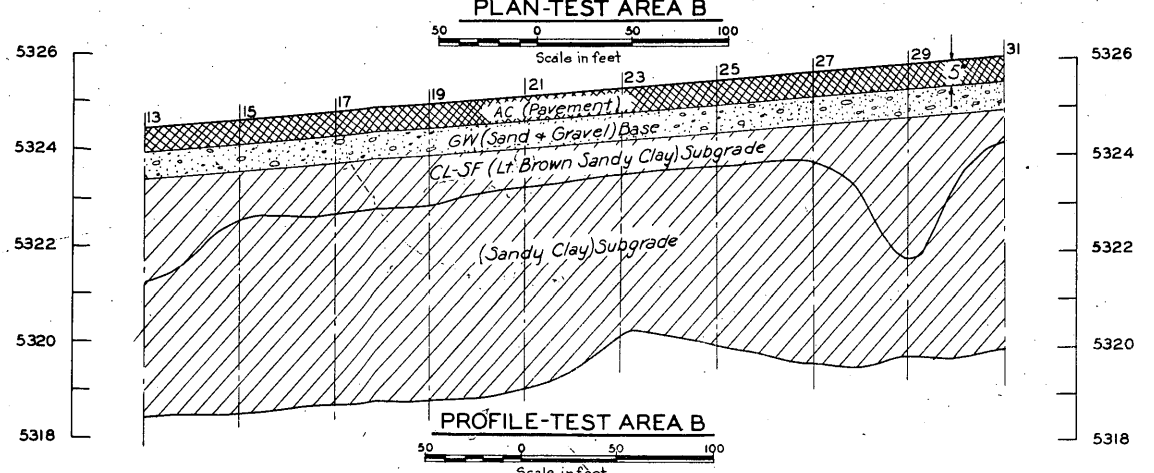 PLAN-TEST AREA B
50 0 50 100
Scale in feet
5326 5326
13 15 17 19 21 23 25 27 29 31
5"
AC (Pavement)
GW (Sand & Gravel) Base
CL-SF (Lt. Brown Sandy Clay) Subgrade
5324 5324
(Sandy Clay) Subgrade
5322 5322
5320 5320
5318 5318
PROFILE-TEST AREA B
50 0 50 100
Scale in feet